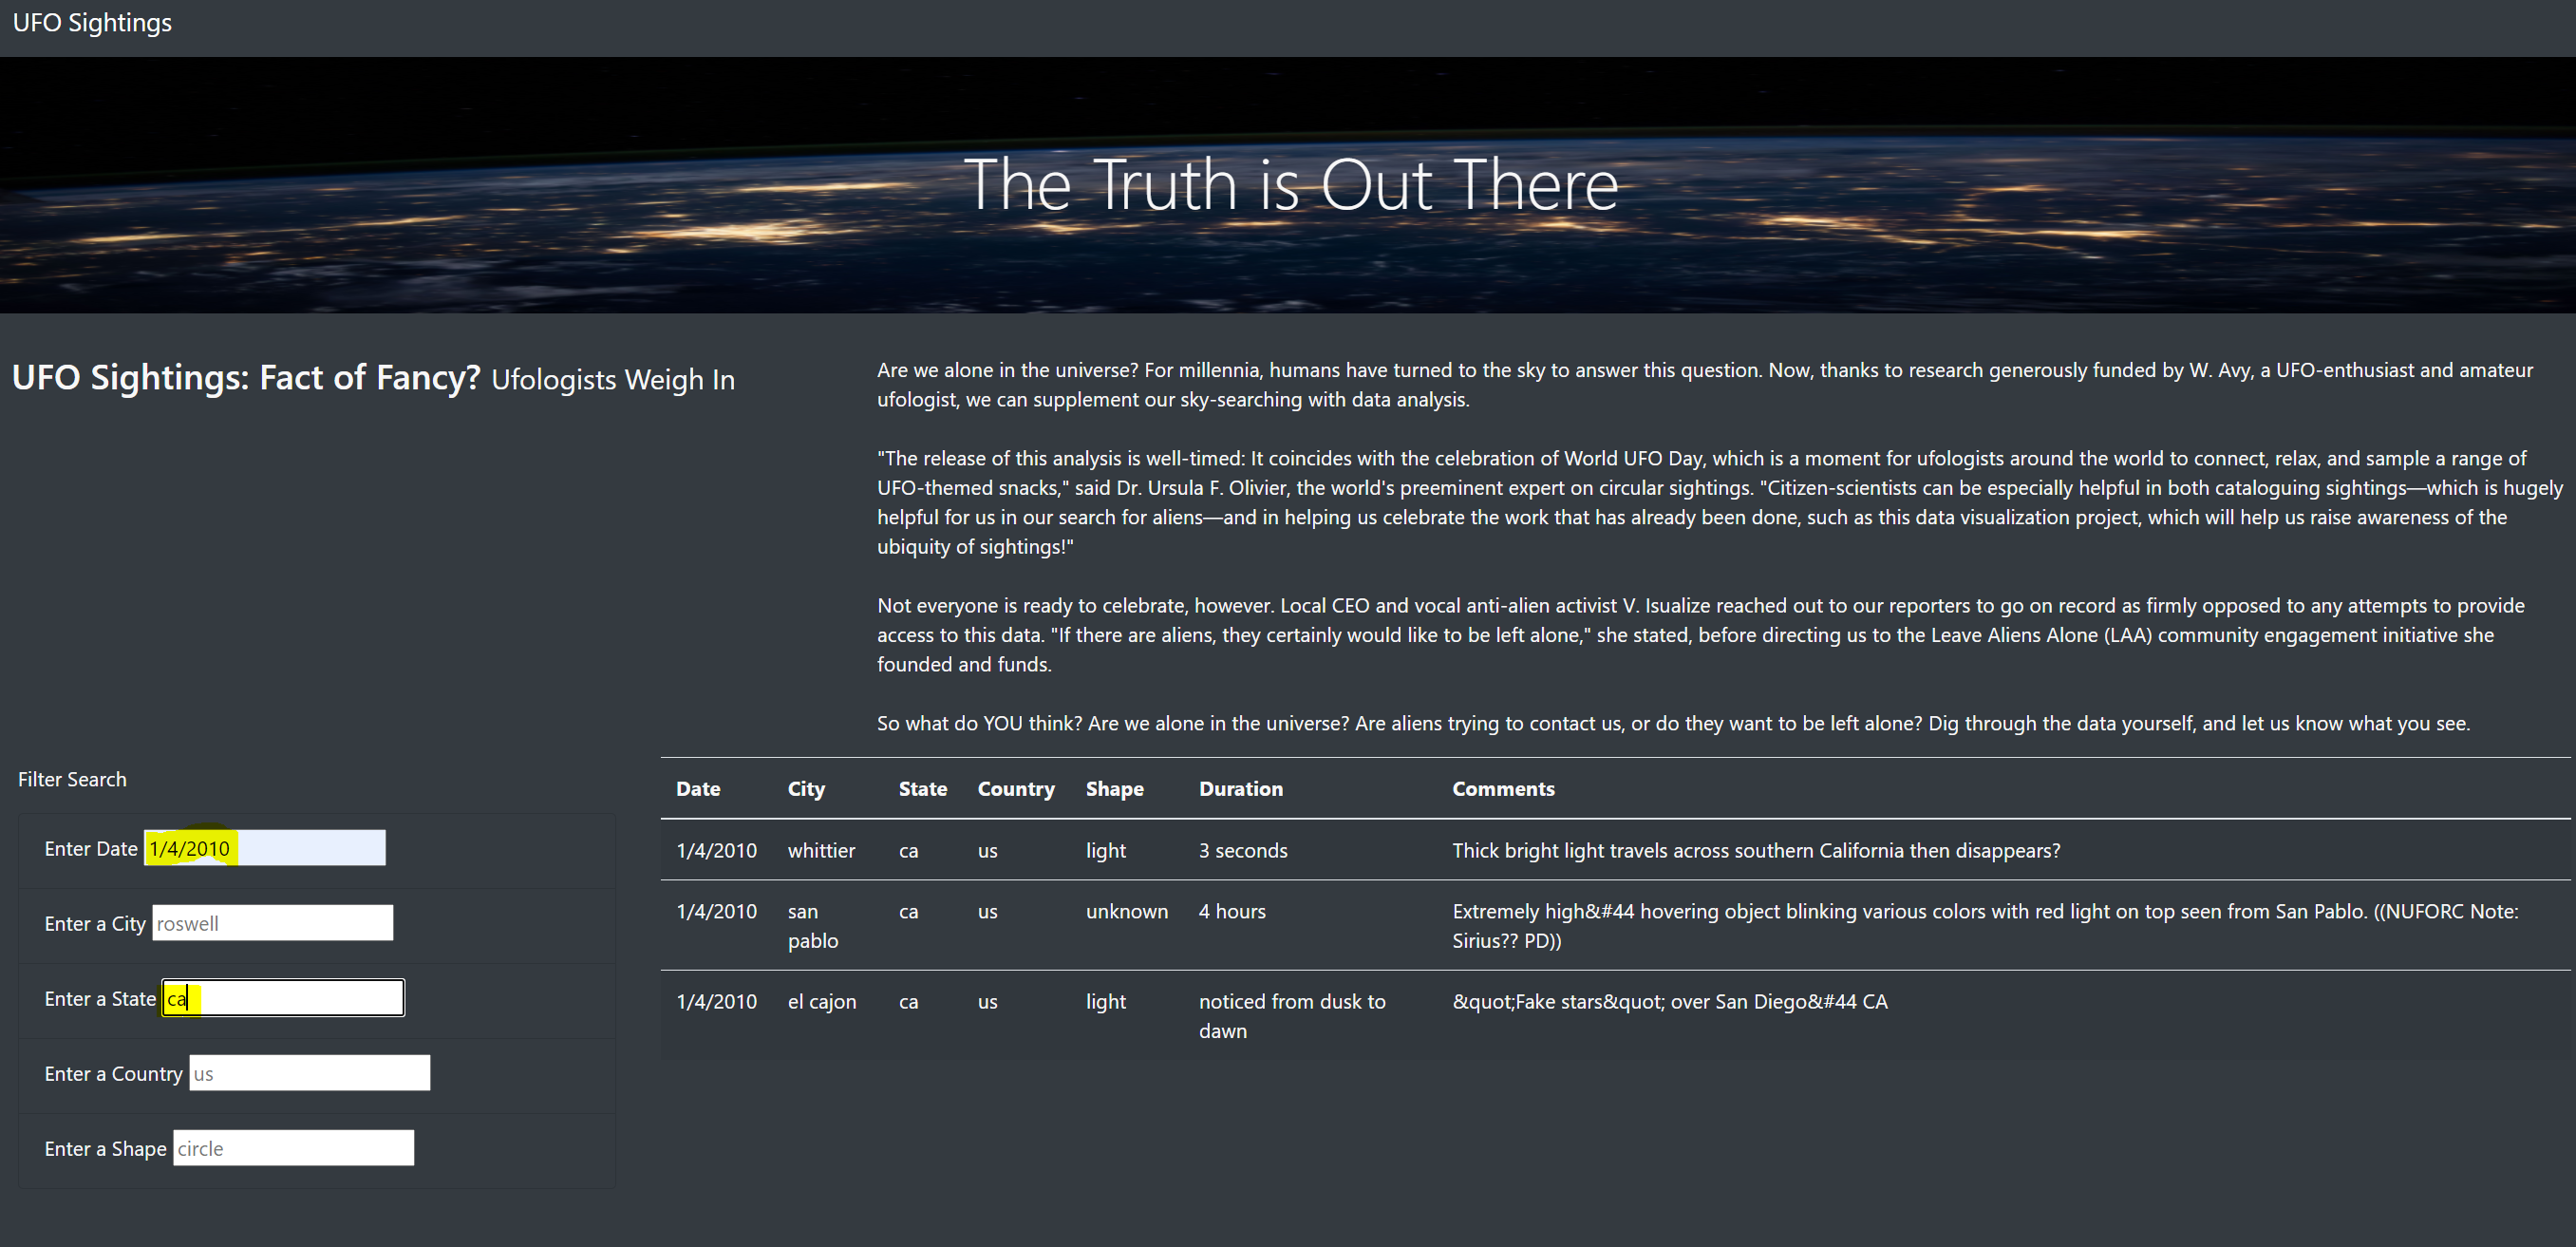 UFO Sightings
The Truth is Out There
UFO Sightings: Fact of Fancy? Ufologists Weigh In
Are we alone in the universe? For millennia, humans have turned to the sky to answer this question. Now, thanks to research generously funded by W. Avy, a UFO-enthusiast and amateur
ufologist, we can supplement our sky-searching with data analysis.
"The release of this analysis is well-timed: It coincides with the celebration of World UFO Day, which is a moment for ufologists around the world to connect, relax, and sample a range of
UFO-themed snacks," said Dr. Ursula F. Olivier, the world's preeminent expert on circular sightings. "Citizen-scientists can be especially helpful in both cataloguing sightings—which is hugely
helpful for us in our search for aliens—and in helping us celebrate the work that has already been done, such as this data visualization project, which will help us raise awareness of the
ubiquity of sightings!"
Not everyone is ready to celebrate, however. Local CEO and vocal anti-alien activist V. Isualize reached out to our reporters to go on record as firmly opposed to any attempts to provide
access to this data. "If there are aliens, they certainly would like to be left alone," she stated, before directing us to the Leave Aliens Alone (LAA) community engagement initiative she
founded and funds.
So what do YOU think? Are we alone in the universe? Are aliens trying to contact us, or do they want to be left alone? Dig through the data yourself, and let us know what you see.
Filter Search
Enter Date 1/4/2010
Enter a City roswell
Enter a State ca
Enter a Country us
Enter a Shape circle
Date City State Country Shape Duration Comments
1/4/2010 whittier ca us light 3 seconds Thick bright light travels across southern California then disappears?
1/4/2010 san ca us unknown 4 hours Extremely high&#44 hovering object blinking various colors with red light on top seen from San Pablo. ((NUFORC Note:
pablo Sirius?? PD))
1/4/2010 el cajon ca us light noticed from dusk to &quot;Fake stars&quot; over San Diego&#44 CA
dawn